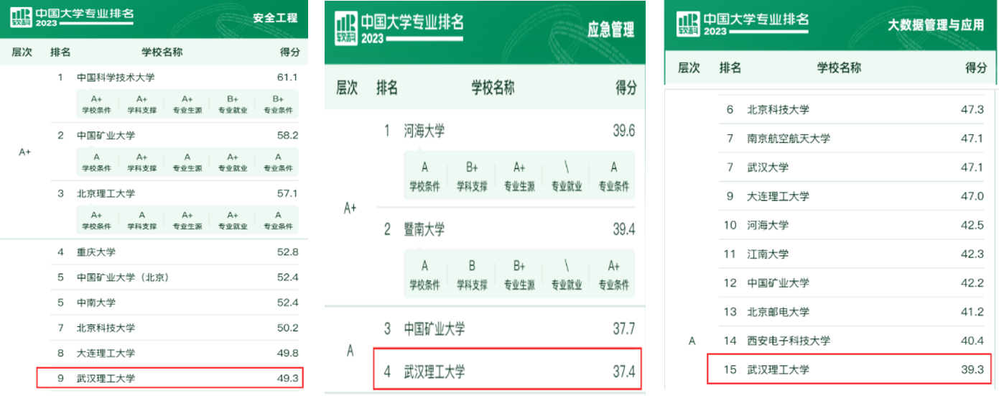 软科 中国大学专业排名
2023
安全工程
层次 排名 学校名称 得分
1 中国科学技术大学 61.1
A+ A+ A+ B+ B+
学校条件 学科支撑 专业生源 专业就业 专业条件
2 中国矿业大学 58.2
A+
A A+ A A+ A
学校条件 学科支撑 专业生源 专业就业 专业条件
3 北京理工大学 57.1
A+ A A+ A+ A
学校条件 学科支撑 专业生源 专业就业 专业条件
4 重庆大学 52.8
5 中国矿业大学（北京） 52.4
5 中南大学 52.4
7 北京科技大学 50.2
8 大连理工大学 49.8
9 武汉理工大学 49.3
软科 中国大学专业排名
2023
应急管理
层次 排名 学校名称 得分
1 河海大学 39.6
A B+ A+ \ A
学校条件 学科支撑 专业生源 专业就业 专业条件
A+
2 暨南大学 39.4
A B B+ \ A+
学校条件 学科支撑 专业生源 专业就业 专业条件
3 中国矿业大学 37.7
A
4 武汉理工大学 37.4
软科 中国大学专业排名
2023
大数据管理与应用
层次 排名 学校名称 得分
6 北京科技大学 47.3
7 南京航空航天大学 47.1
7 武汉大学 47.1
9 大连理工大学 47.0
10 河海大学 42.5
11 江南大学 42.3
12 中国矿业大学 42.2
13 北京邮电大学 41.2
A 14 西安电子科技大学 40.4
15 武汉理工大学 39.3